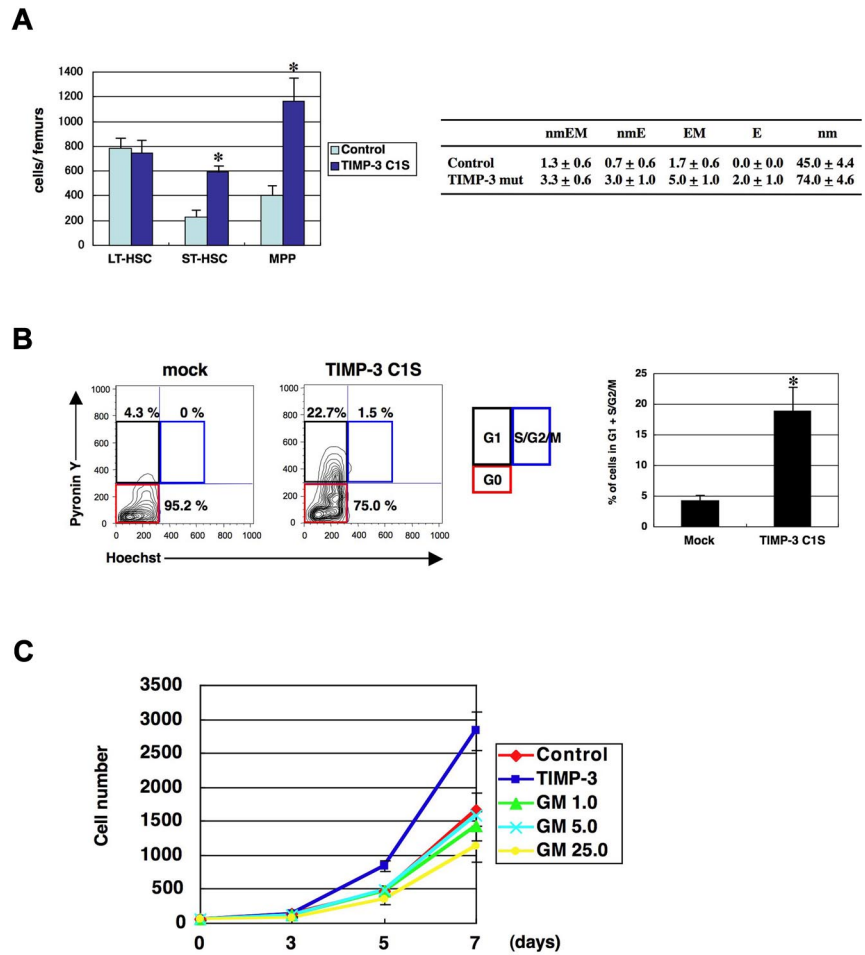 A
1400
1200
1000
800
600
400
200
0
cells/ femurs
*
*
LT-HSC ST-HSC MPP
Control
TIMP-3 C1S
nmEM nmE EM E nm
Control 1.3 ± 0.6 0.7 ± 0.6 1.7 ± 0.6 0.0 ± 0.0 45.0 ± 4.4
TIMP-3 mut 3.3 ± 0.6 3.0 ± 1.0 5.0 ± 1.0 2.0 ± 1.0 74.0 ± 4.6
B
mock
1000
800
600
400
200
0
4.3 % 0 %
95.2 %
0 200 400 600 800 1000
Pyronin Y
TIMP-3 C1S
1000
800
600
400
200
0
22.7% 1.5 %
75.0 %
0 200 400 600 800 1000
Hoechst
G1 S/G2/M
G0
25
20
15
10
5
0
% of cells in G1 + S/G2/M
*
Mock TIMP-3 C1S
C
3500
3000
2500
2000
1500
1000
500
0
Cell number
0 3 5 7 (days)
Control
TIMP-3
GM 1.0
GM 5.0
GM 25.0